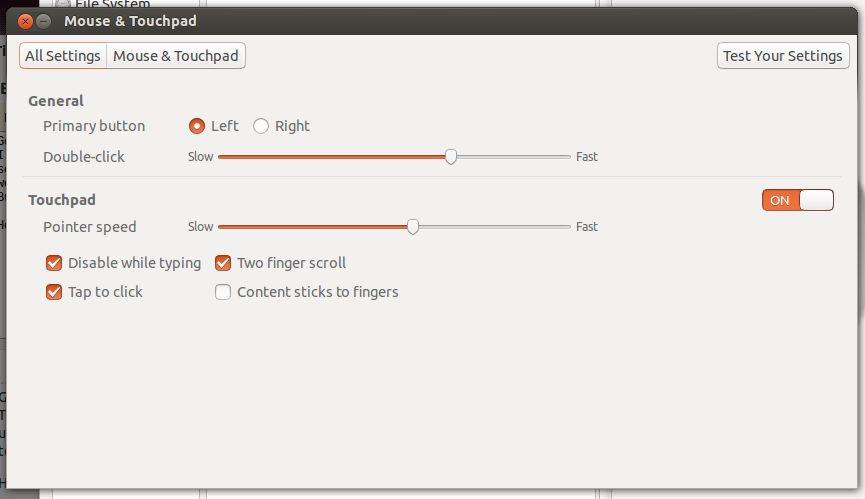 File System
Mouse & Touchpad
All Settings Mouse & Touchpad Test Your Settings
General
Primary button Left Right
Double-click Slow Fast
Touchpad ON
Pointer speed Slow Fast
Disable while typing Two finger scroll
Tap to click Content sticks to fingers